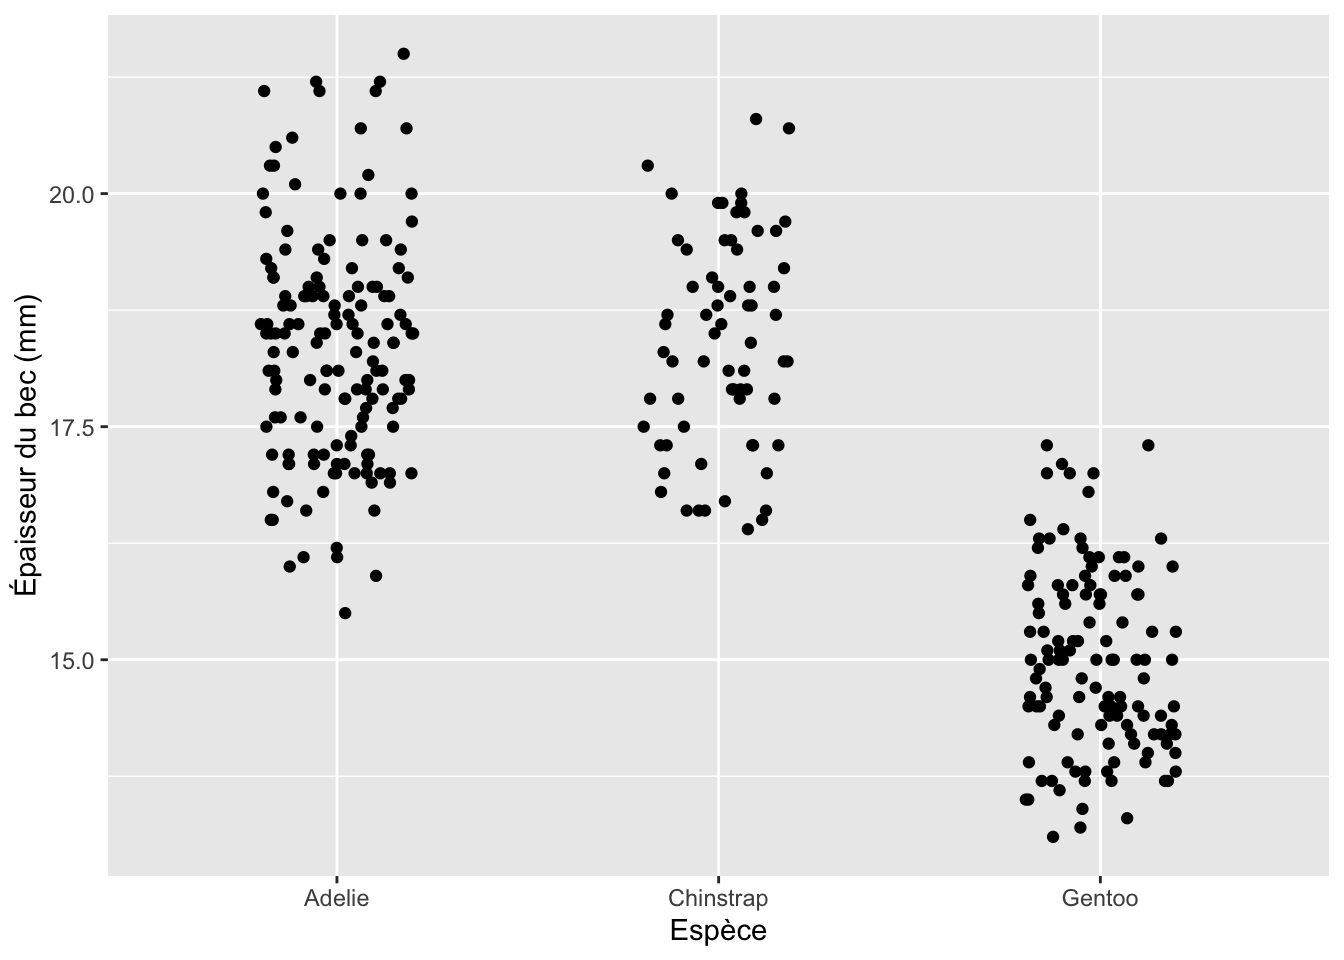 Épaisseur du bec (mm)
20.0
17.5
15.0
Adelie
Chinstrap
Gentoo
Espèce